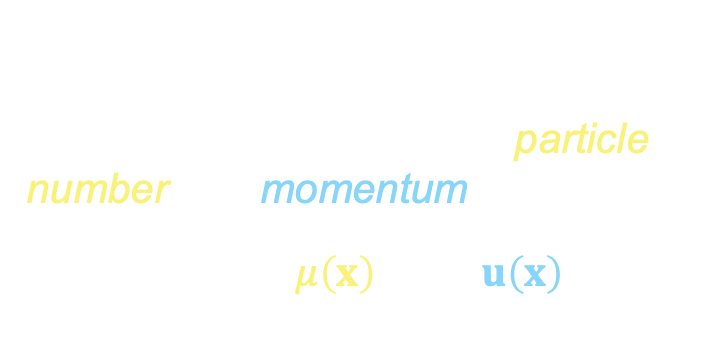 particle
number momentum
μ(𝐱) 𝐮(𝐱)